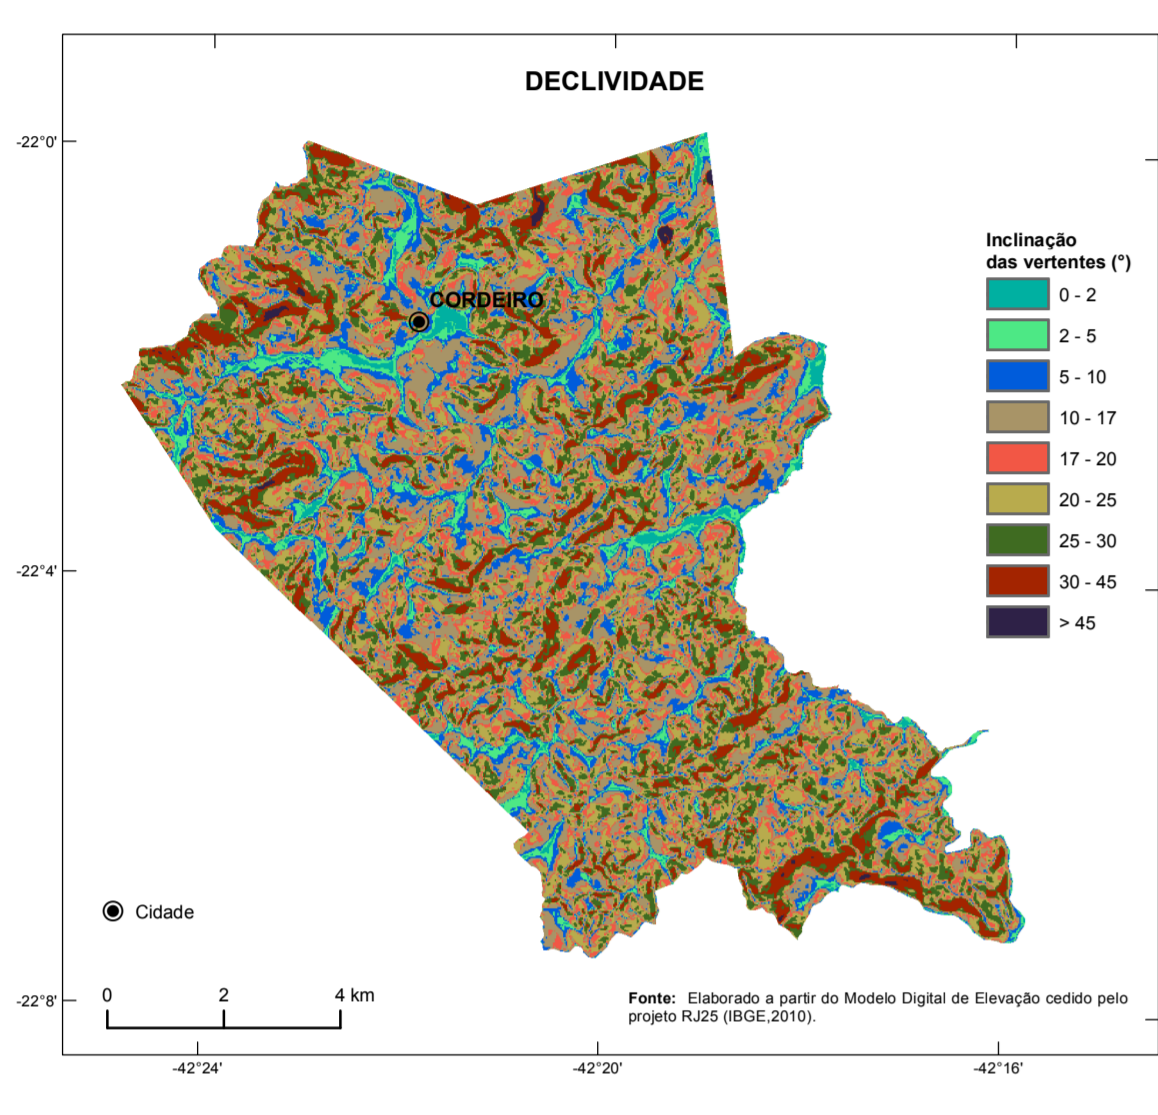 DECLIVIDADE
-22°0'
Inclinação
das vertentes (°)
0 - 2
CORDEIRO
2 - 5
5 - 10
10 - 17
17 - 20
20 - 25
25 - 30
-22°4'
30 - 45
> 45
Cidade
0 2 4 km
-22°8'
Fonte: Elaborado a partir do Modelo Digital de Elevação cedido pelo
projeto RJ25 (IBGE,2010).
-42°24' -42°20' -42°16'